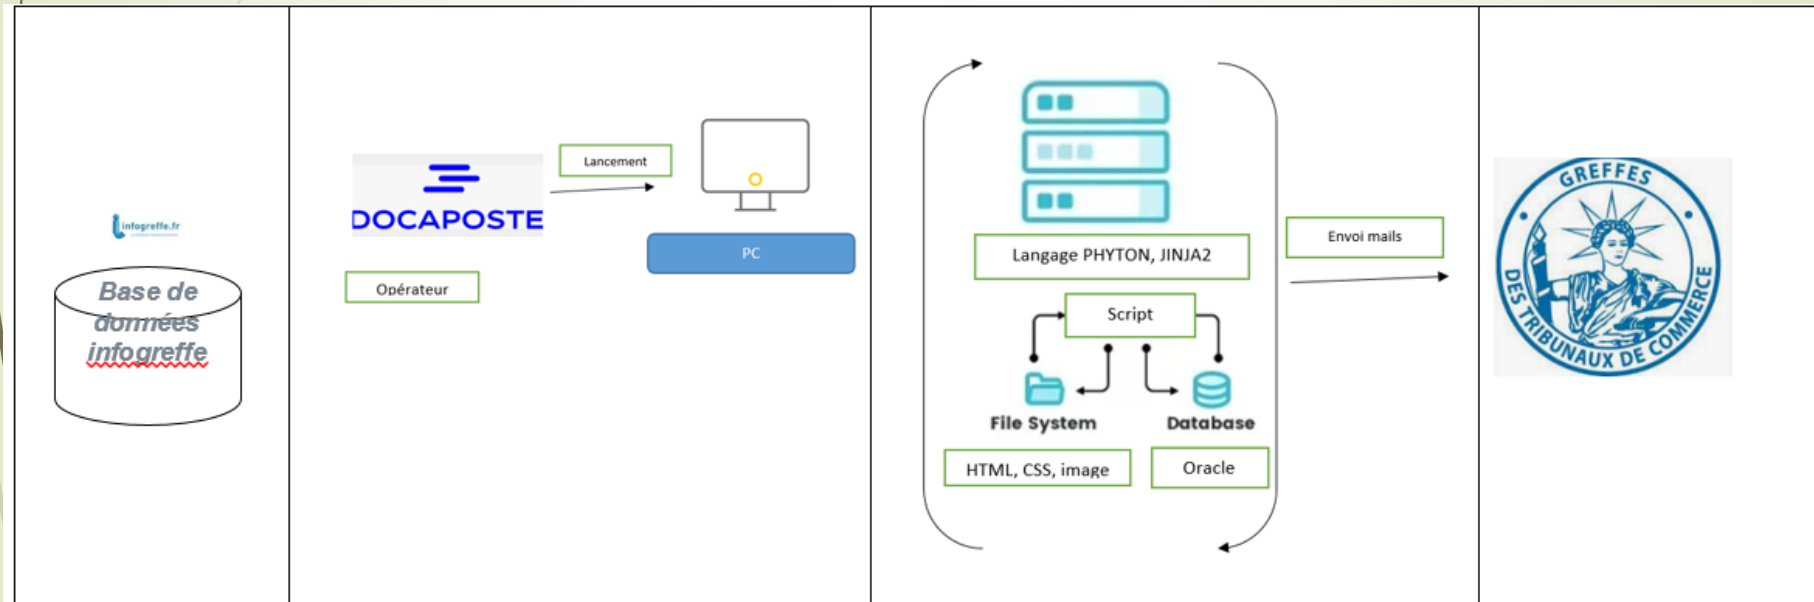 infogreffe.fr
Base de
données
infogreffe
DOCAPOSTE
Opérateur
Lancement
PC
Langage PHYTON, JINJA2
Script
File System
Database
HTML, CSS, image
Oracle
Envoi mails
GREFFES
DES TRIBUNAUX DE COMMERCE